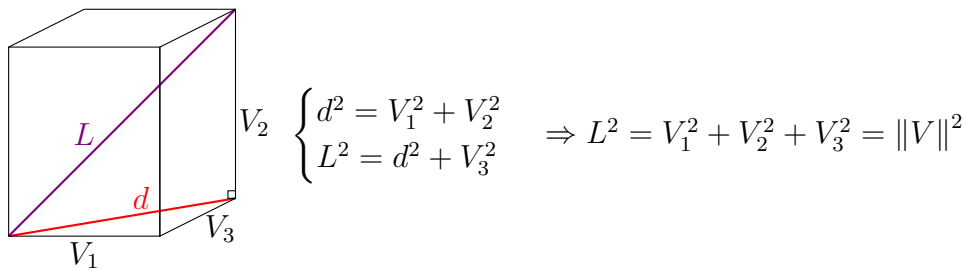 L
d
V₁
V₃
V₂
{ d² = V₁² + V₂²
L² = d² + V₃²
⇒ L² = V₁² + V₂² + V₃² = ‖V‖²